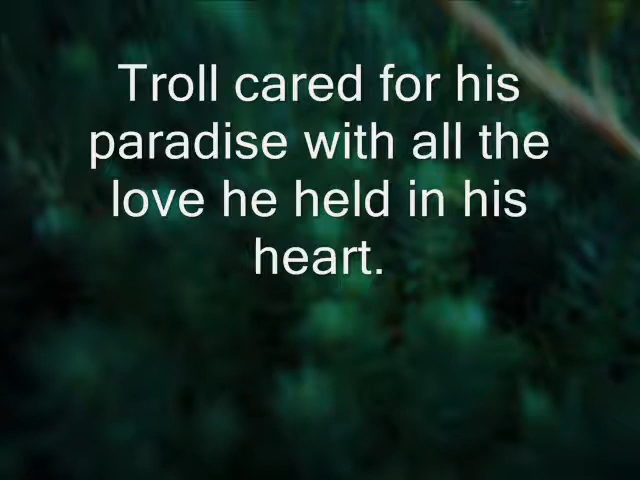 Troll cared for his
paradise with all the
love he held in his
heart.